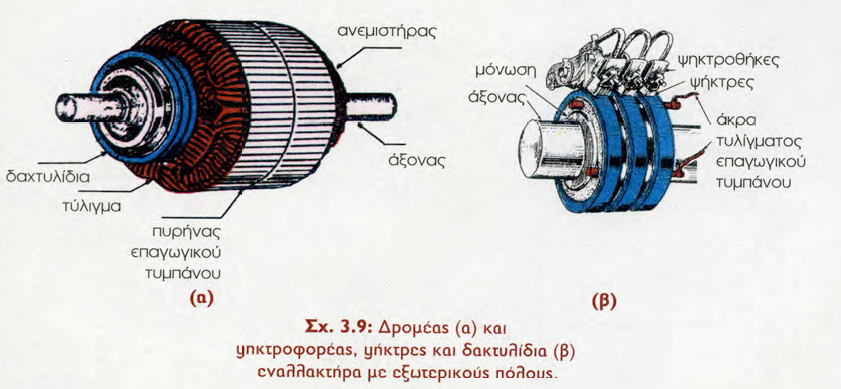 ανεμιστήρας
άξονας
δαχτυλίδια
τύλιγμα
πυρήνας
επαγωγικού
τυμπάνου
(α)
μόνωση
άξονας
ψηκτροθήκες
ψήκτρες
άκρα
τυλίγματος
επαγωγικού
τυμπάνου
(β)
Σχ. 3.9: Δρομέας (α) και
ψηκτροφορέας, ψήκτρες και δακτυλίδια (β)
εναλλακτήρα με εξωτερικούς πόλους.